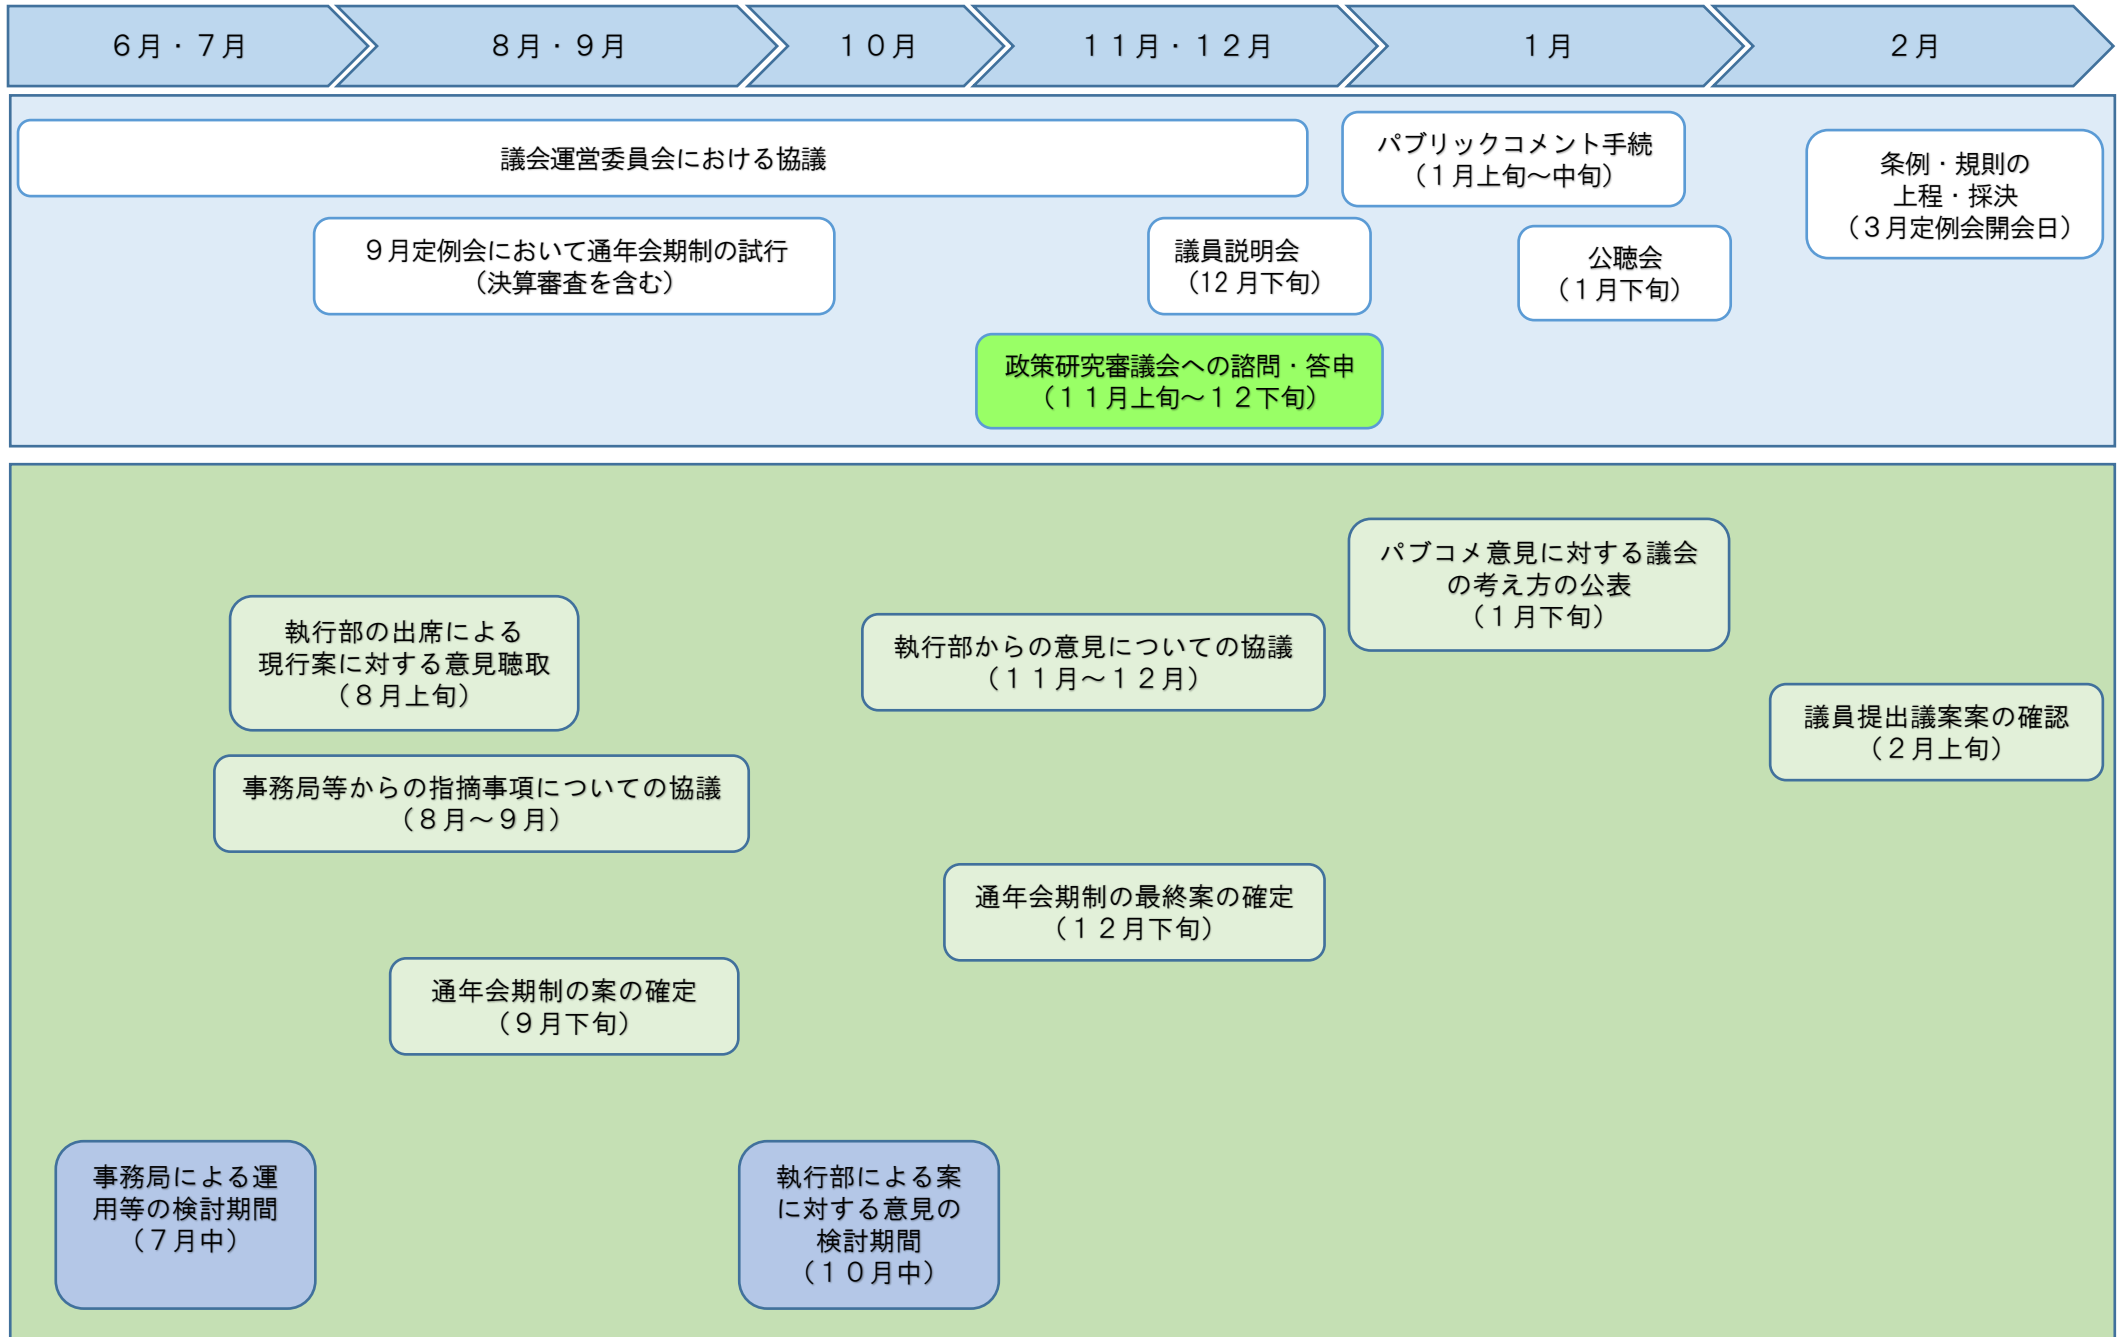 ６月・７月
８月・９月
１０月
１１月・１２月
１月
２月
議会運営委員会における協議
パブリックコメント手続
（１月上旬～中旬）
条例・規則の
上程・採決
（３月定例会開会日）
９月定例会において通年会期制の試行
（決算審査を含む）
議員説明会
（12 月下旬）
公聴会
（１月下旬）
政策研究審議会への諮問・答申
（１１月上旬～１２下旬）
パブコメ意見に対する議会
の考え方の公表
（１月下旬）
執行部の出席による
現行案に対する意見聴取
（８月上旬）
執行部からの意見についての協議
（１１月～１２月）
議員提出議案案の確認
（２月上旬）
事務局等からの指摘事項についての協議
（８月～９月）
通年会期制の最終案の確定
（１２月下旬）
通年会期制の案の確定
（９月下旬）
事務局による運
用等の検討期間
（７月中）
執行部による案
に対する意見の
検討期間
（１０月中）